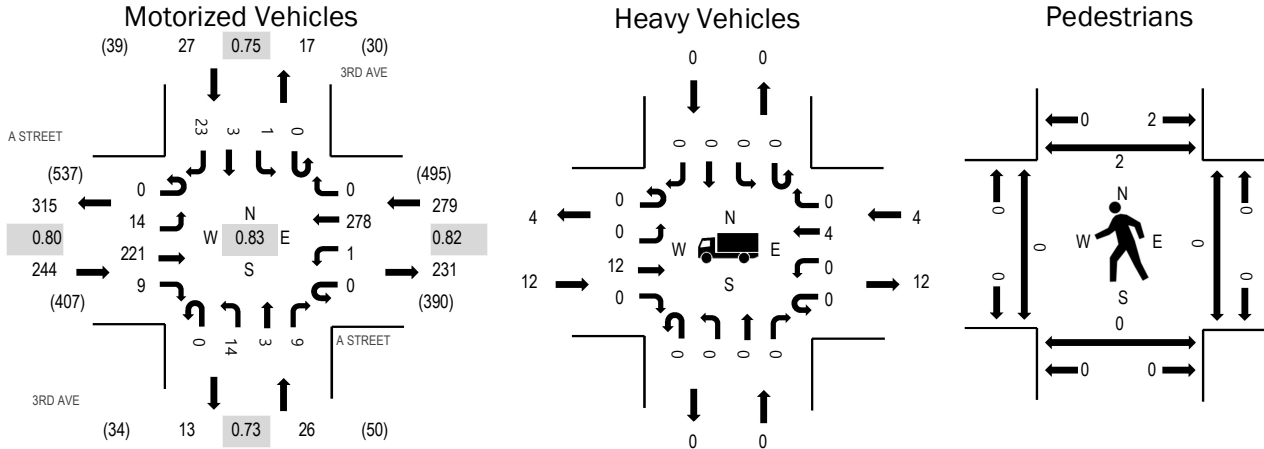 Motorized Vehicles
(39) 27 0.75 17 (30)
3RD AVE
23 3 1 0
A STREET
(537) 0 0 (495)
315 279
14 N 278
0.80 W 0.83 E 0.82
221 S 1
244 231
9 0
(407) (390)
0 14 3 9
A STREET
3RD AVE
(34) 13 0.73 26 (50)
Heavy Vehicles
0 0
0 0 0 0
0 0
4 N 4
0 4
W E
12 0
12 S 12
0 0
0 0 0 0
0 0
Pedestrians
0 2
2
0 N 0
W E
0 0
0 S 0
0
0 0